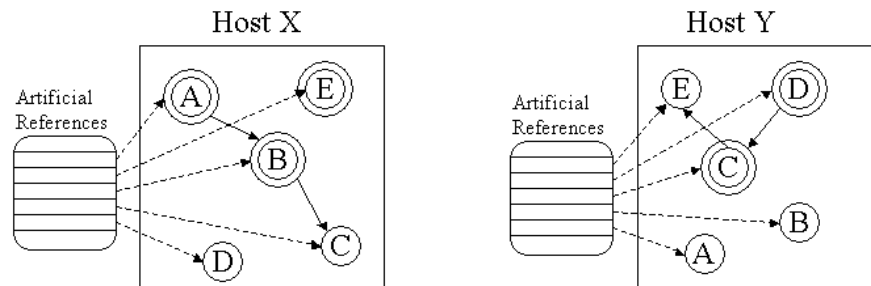 Host X
Artificial
References
A
E
B
C
D
Host Y
Artificial
References
E
D
C
B
A